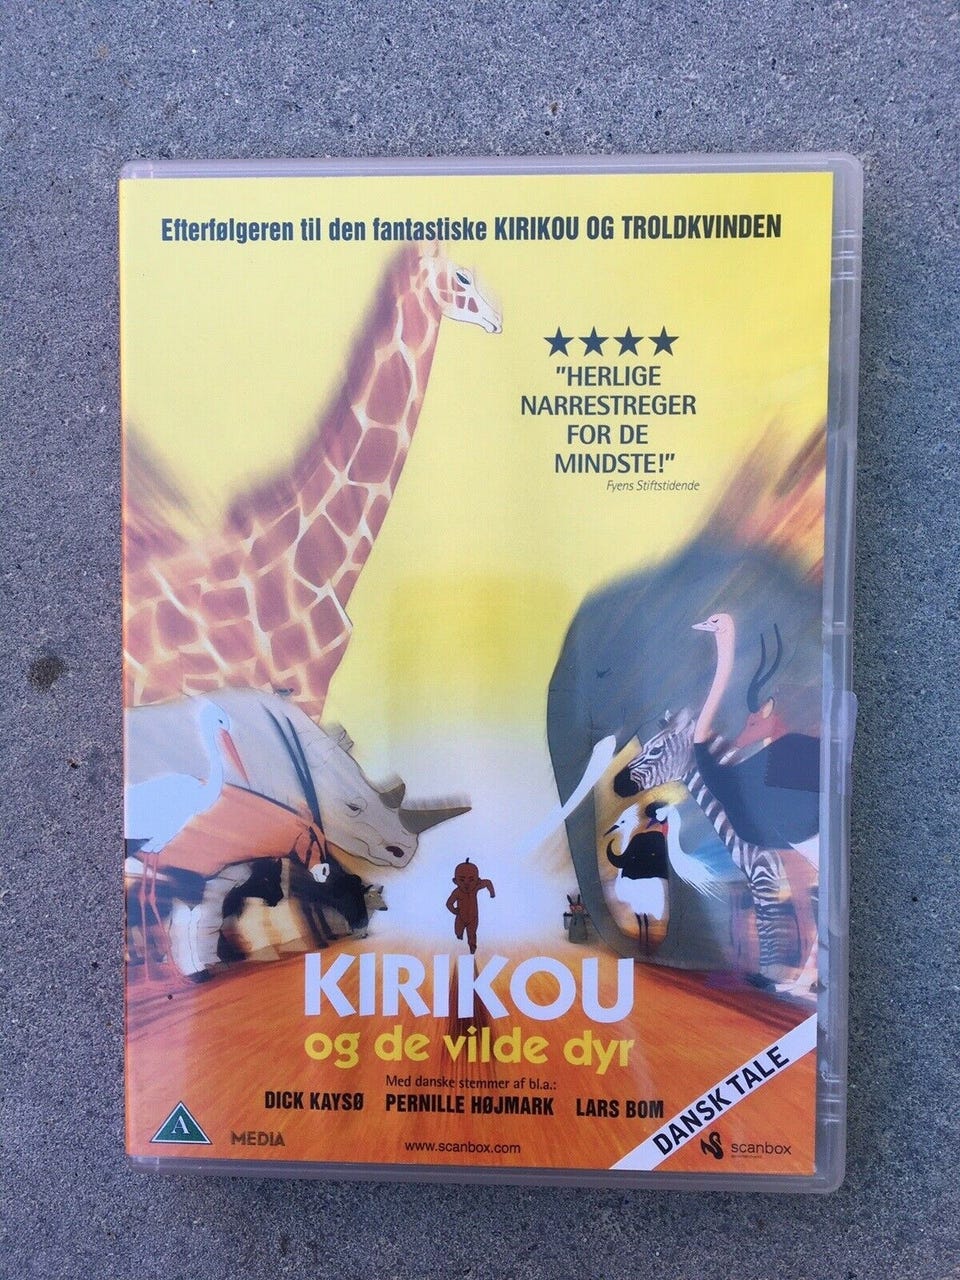 Efterfølgeren til den fantastiske KIRIKOU OG TROLDKVINDEN
"HERLIGE
NARRESTREGER
FOR DE
MINDSTE!"
Fyens Stiftstidende
KIRIKOU
og de vilde dyr
Med danske stemmer af bl.a.:
DICK KAYSØ PERNILLE HØJMARK LARS BOM
DANSK TALE
A
MEDIA
www.scanbox.com
scanbox